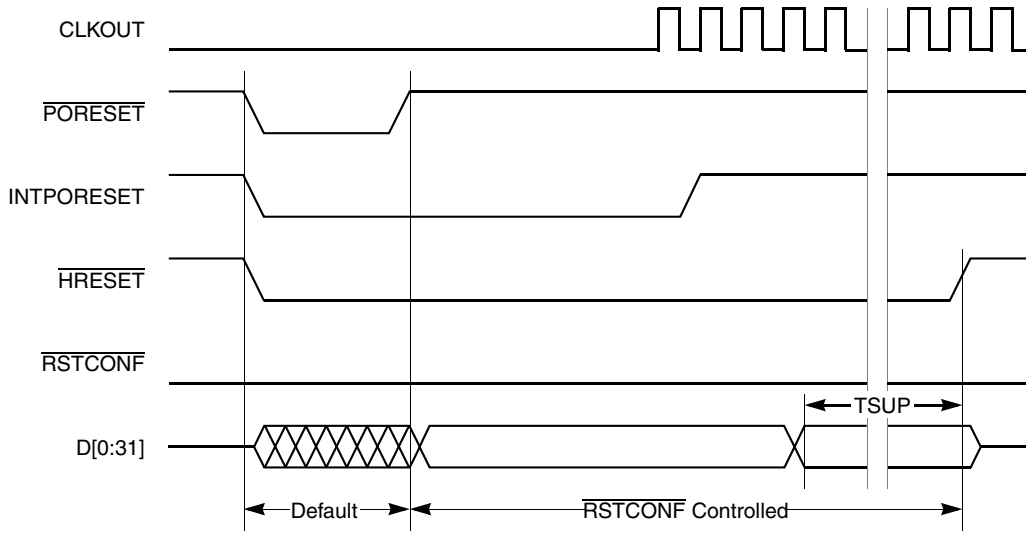 CLKOUT
PORESET
INTPORESET
HRESET
RSTCONF
TSUP
D[0:31]
Default
RSTCONF Controlled